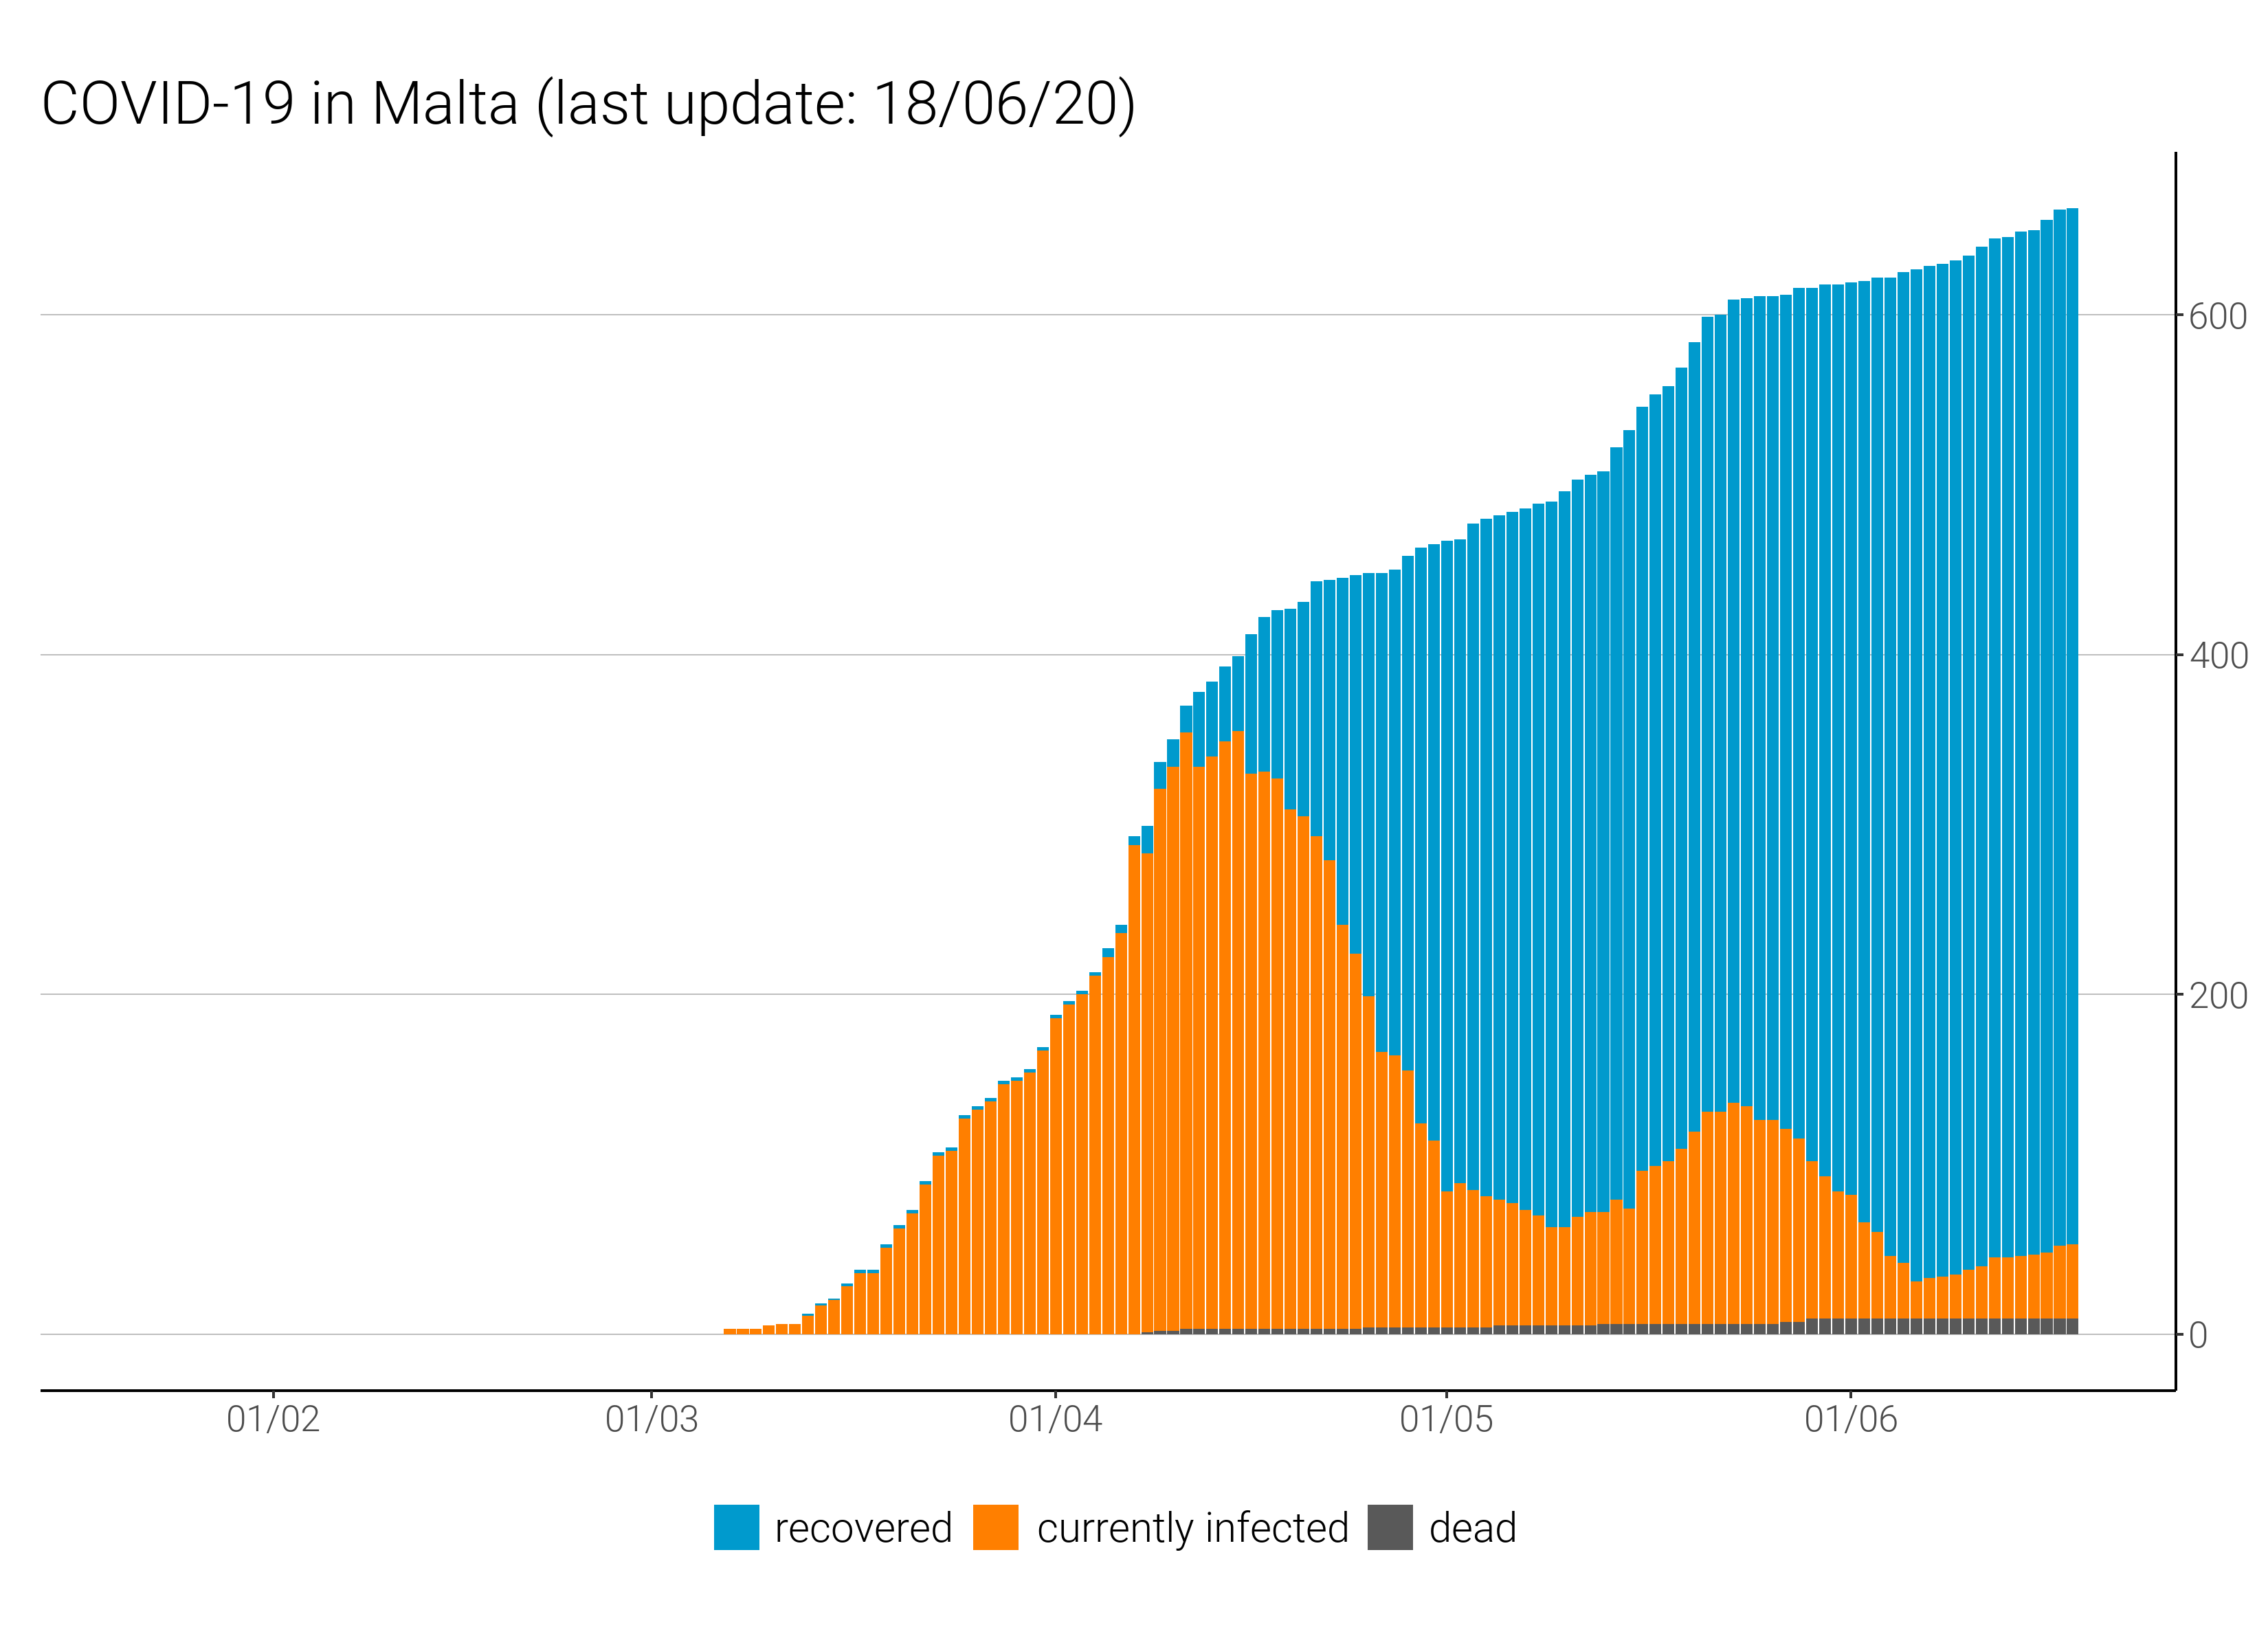 COVID-19 in Malta (last update: 18/06/20)
600
400
200
0
01/02 01/03 01/04 01/05 01/06
recovered currently infected dead